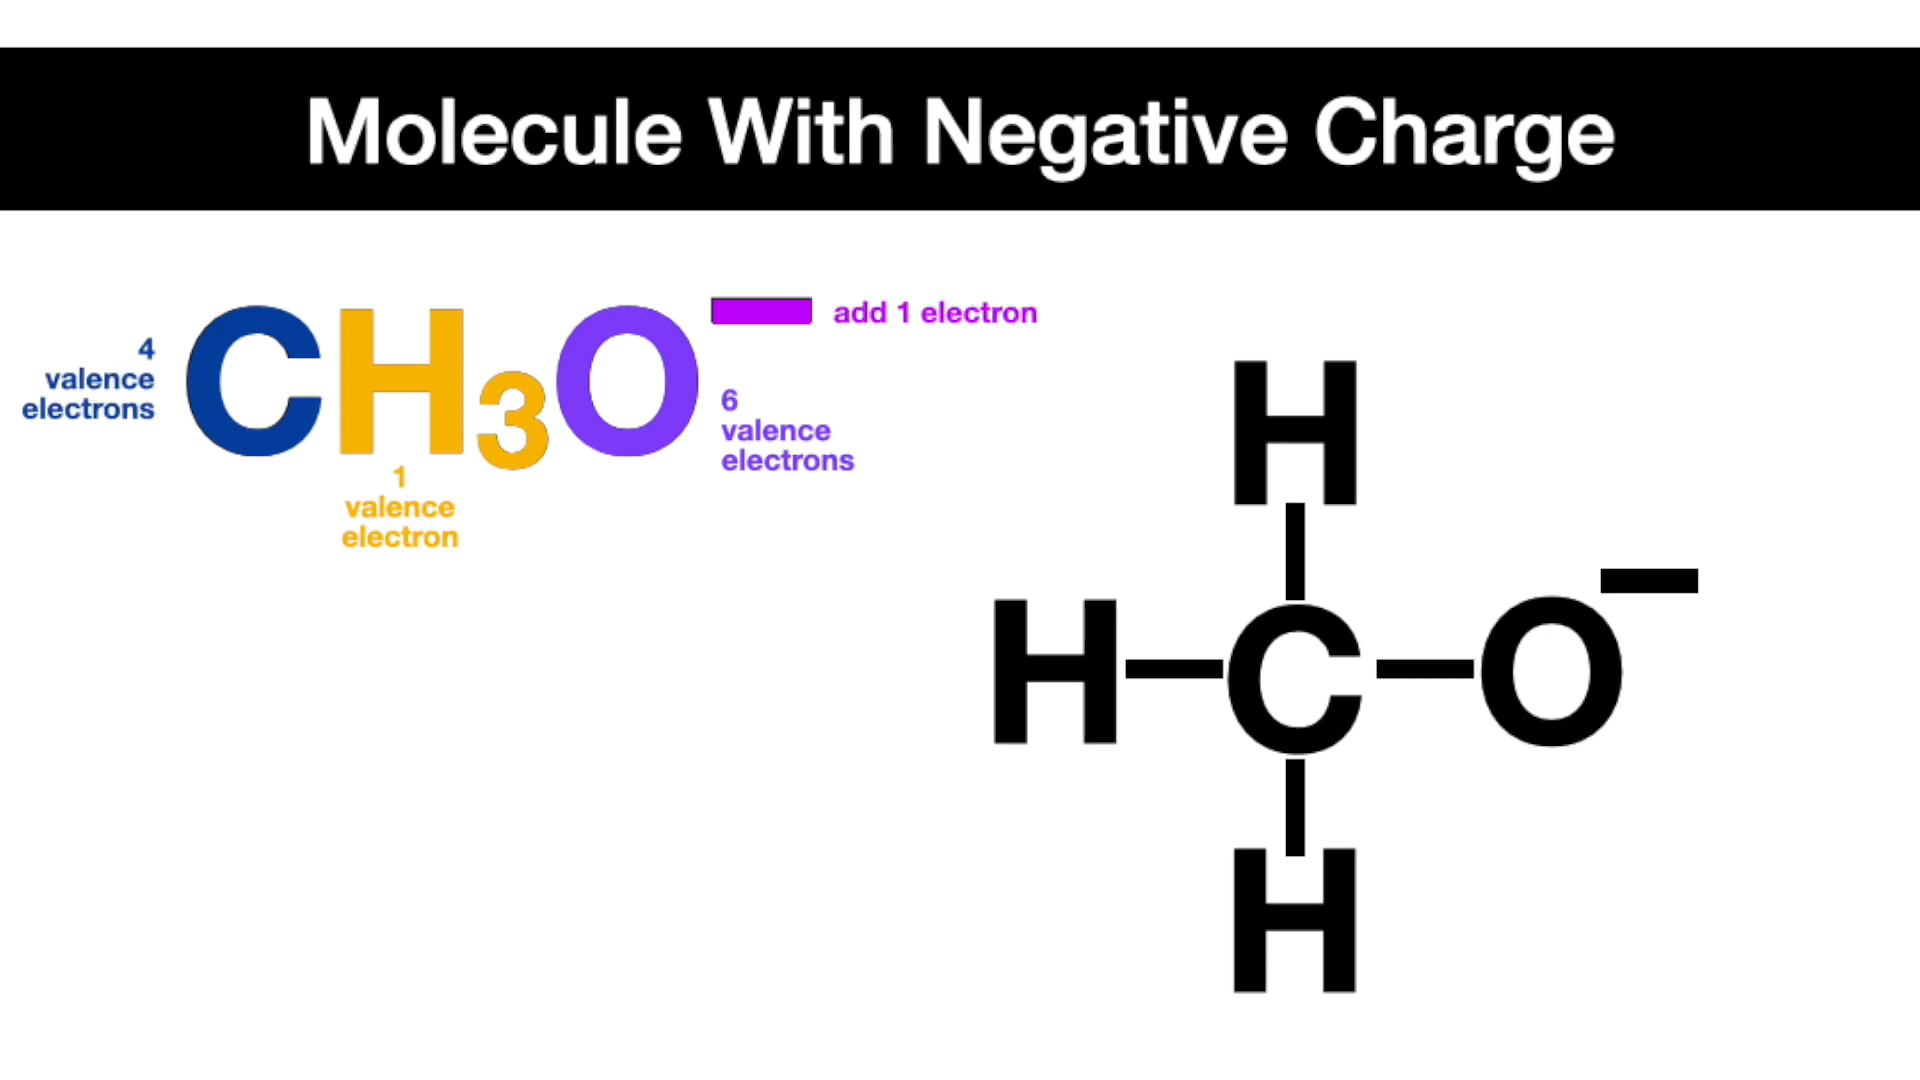 Molecule With Negative Charge
CH₃O⁻
add 1 electron
4
valence
electrons
6
valence
electrons
1
valence
electron
H
H C O⁻
H